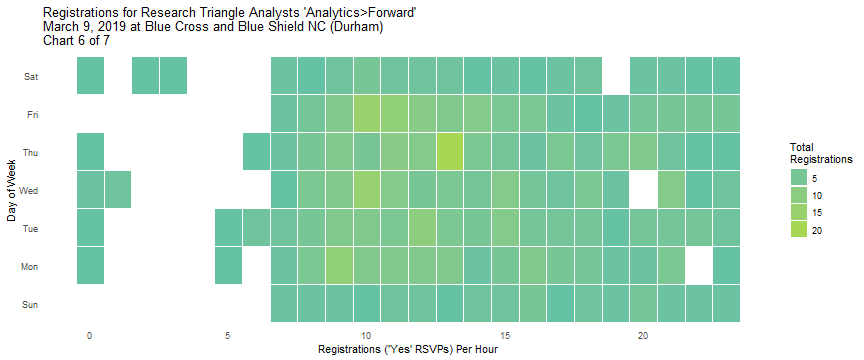 Registrations for Research Triangle Analysts 'Analytics>Forward'
March 9, 2019 at Blue Cross and Blue Shield NC (Durham)
Chart 6 of 7
Day of Week
Sat
Fri
Thu
Wed
Tue
Mon
Sun
0 5 10 15 20
Registrations ('Yes' RSVPs) Per Hour
Total
Registrations
5
10
15
20